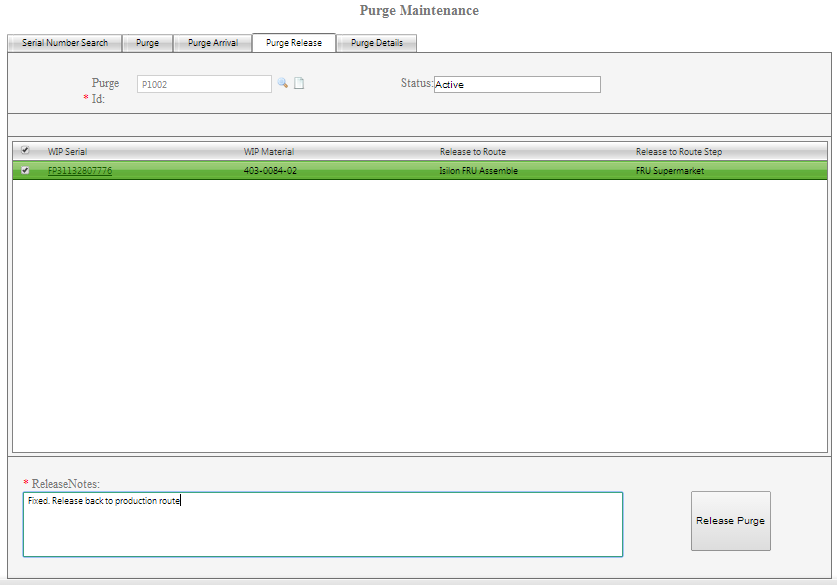 Purge Maintenance
Serial Number Search Purge Purge Arrival Purge Release Purge Details
Purge
* Id:
P1002
Status: Active
WIP Serial WIP Material Release to Route Release to Route Step
FP31132807776 403-0084-02 Isilon FRU Assemble FRU Supermarket
* ReleaseNotes:
Fixed. Release back to production route
Release Purge